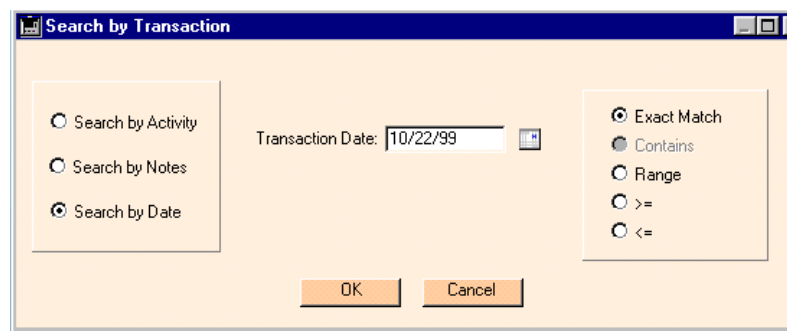 Search by Transaction
Search by Activity
Search by Notes
Search by Date
Transaction Date: 10/22/99
Exact Match
Contains
Range
>=
<=
OK
Cancel